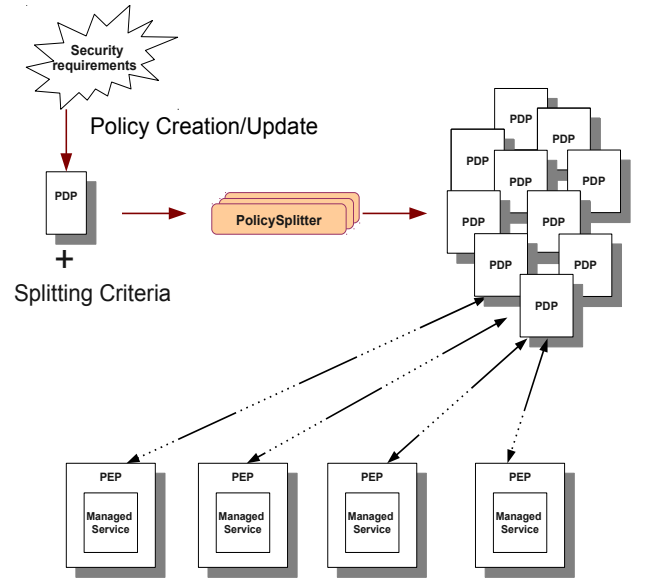 Security
requirements
Policy Creation/Update
PDP
+
Splitting Criteria
PolicySplitter
PDP
PDP
PDP
PDP
PDP
PDP
PDP
PDP
PDP
PDP
PEP
Managed
Service
PEP
Managed
Service
PEP
Managed
Service
PEP
Managed
Service